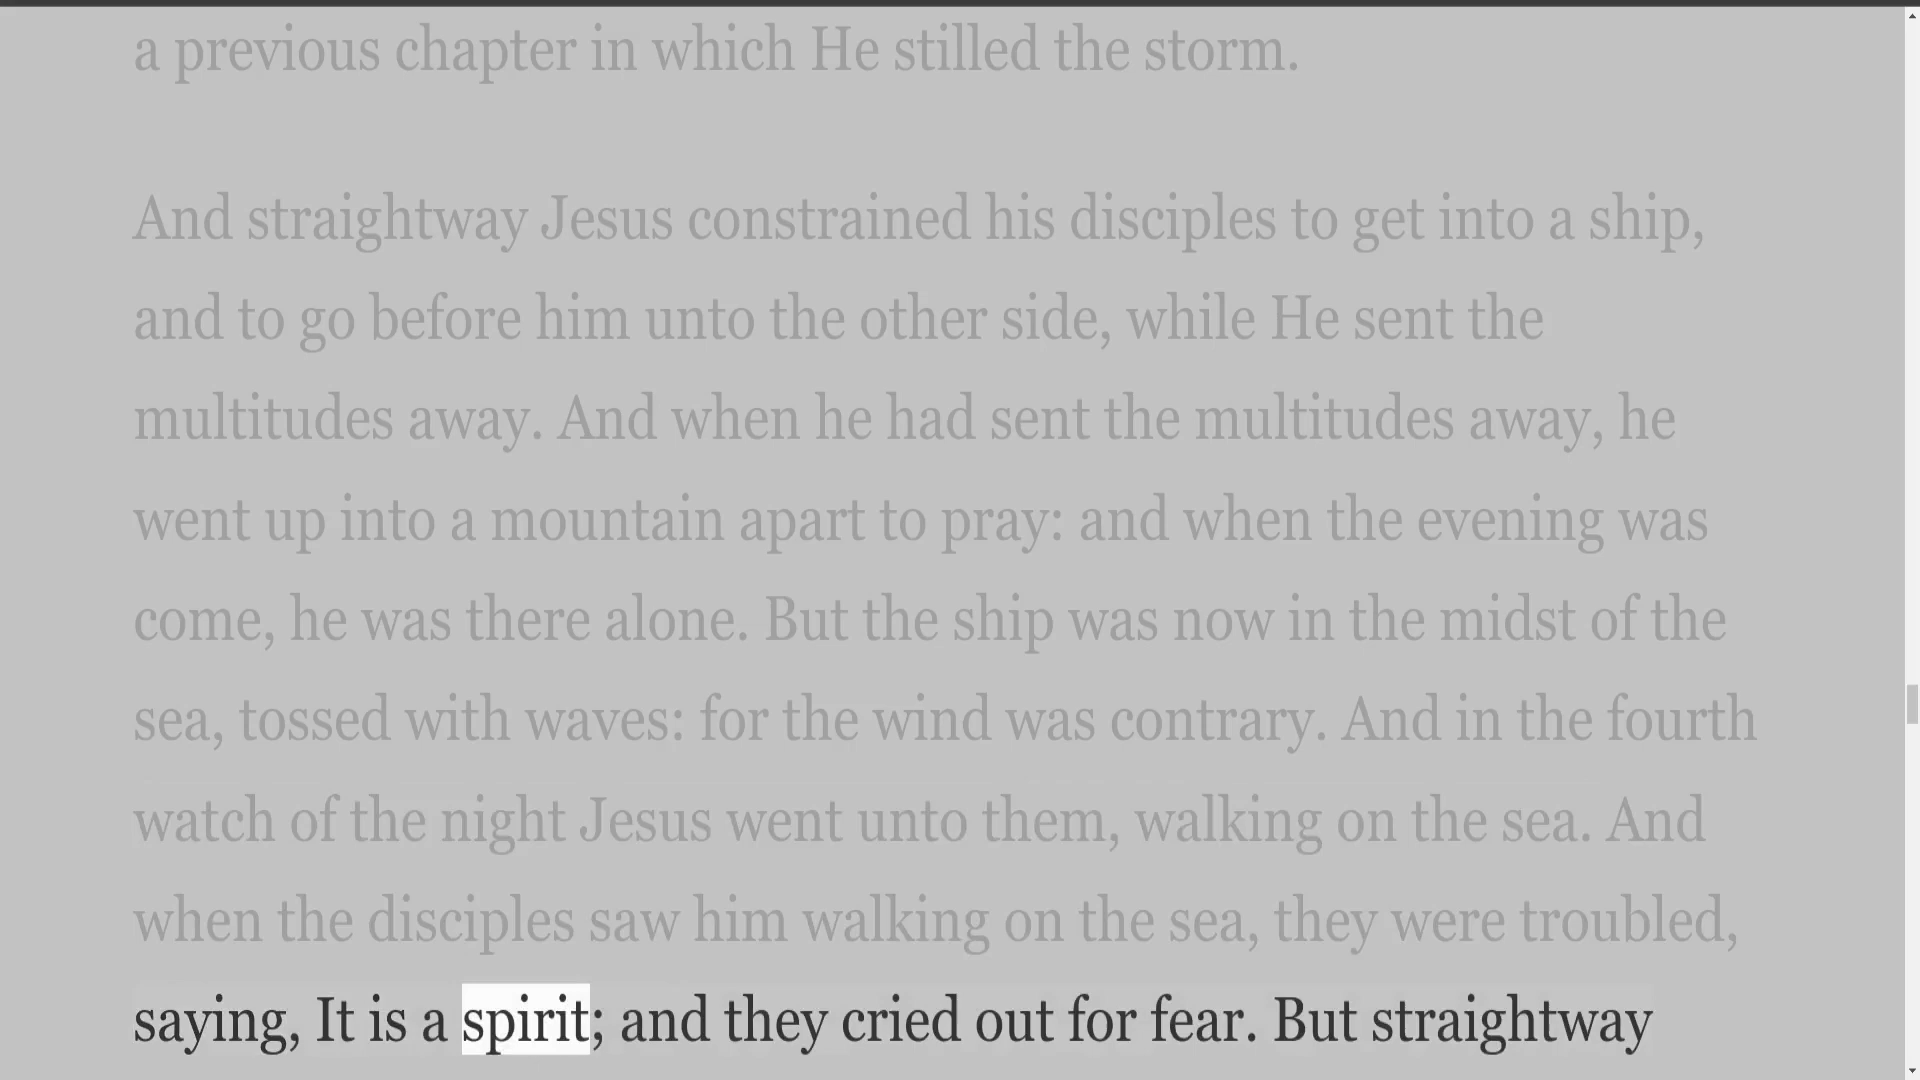 a previous chapter in which He stilled the storm.
And straightway Jesus constrained his disciples to get into a ship,
and to go before him unto the other side, while He sent the
multitudes away. And when he had sent the multitudes away, he
went up into a mountain apart to pray: and when the evening was
come, he was there alone. But the ship was now in the midst of the
sea, tossed with waves: for the wind was contrary. And in the fourth
watch of the night Jesus went unto them, walking on the sea. And
when the disciples saw him walking on the sea, they were troubled,
saying, It is a spirit; and they cried out for fear. But straightway